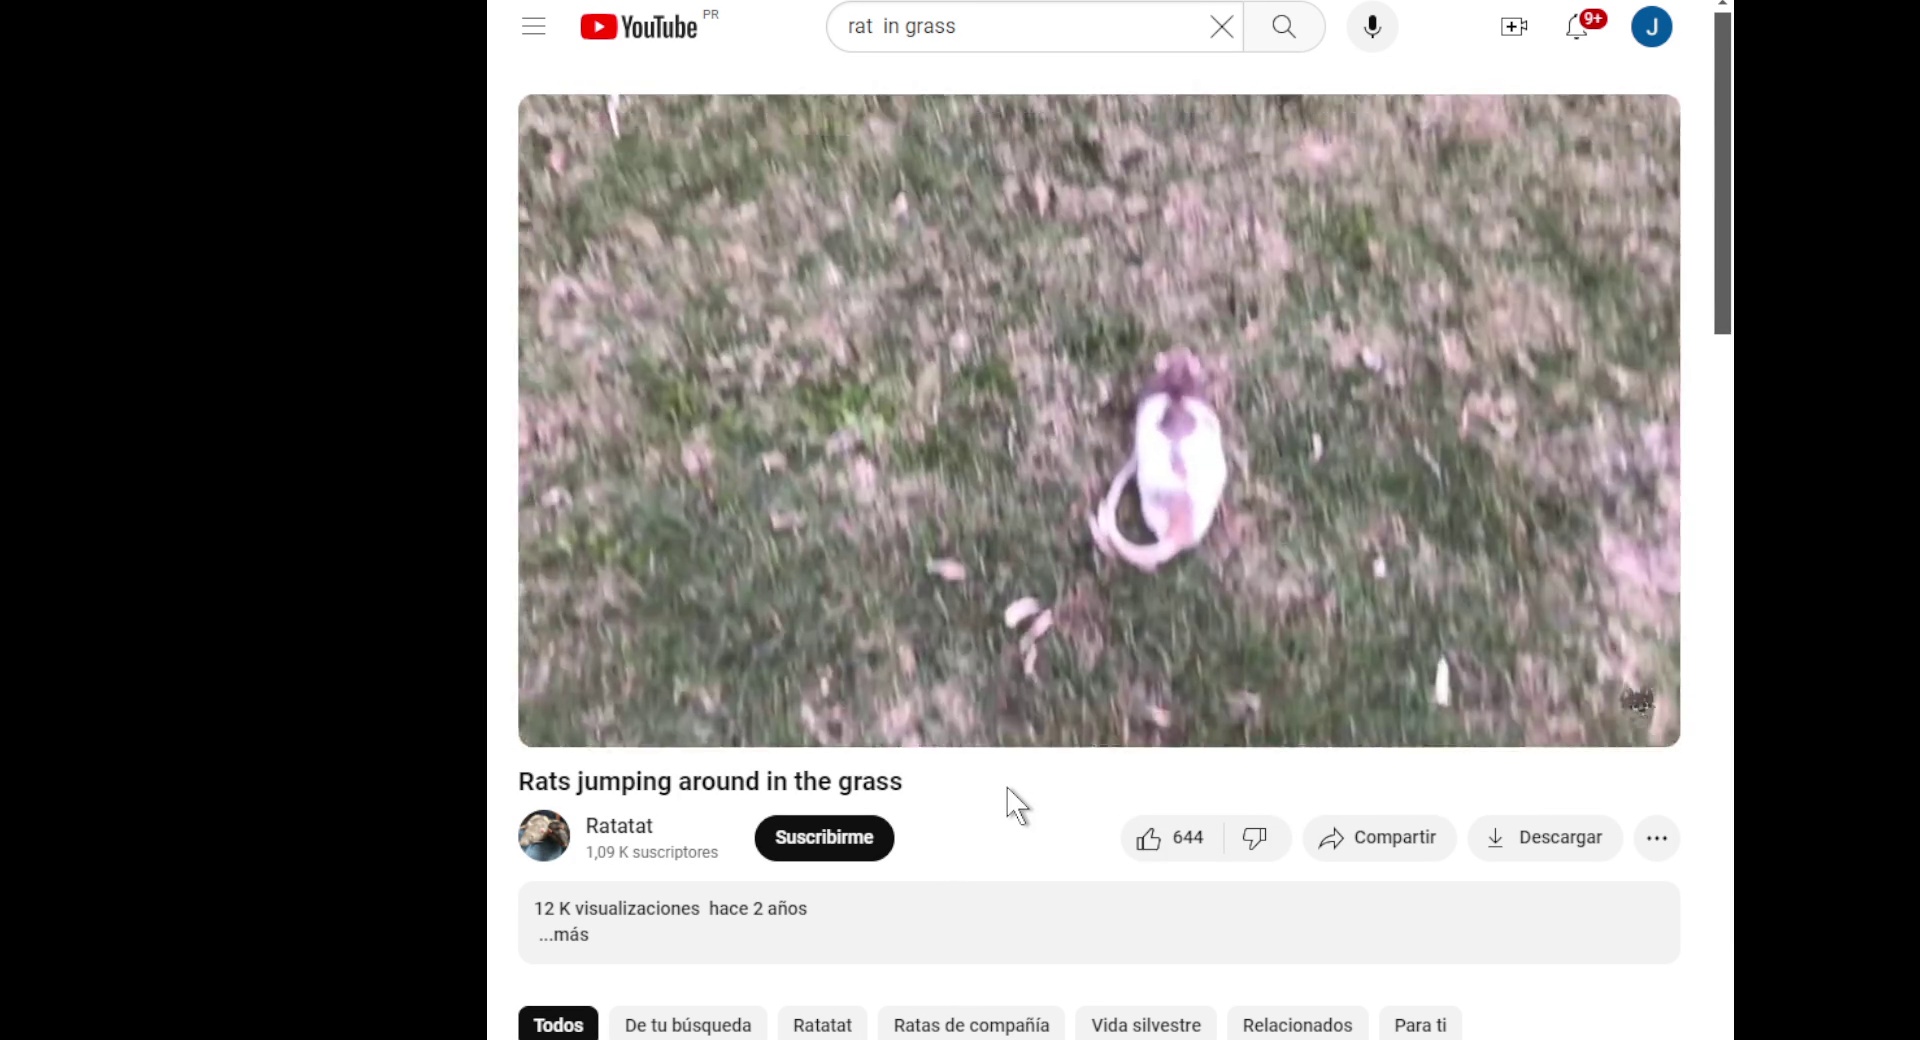 YouTube PR
rat in grass
9+
J
Rats jumping around in the grass
Ratatat
1,09 K suscriptores
Suscribirme
644
Compartir
Descargar
12 K visualizaciones hace 2 años
...más
Todos De tu búsqueda Ratatat Ratas de compañía Vida silvestre Relacionados Para ti